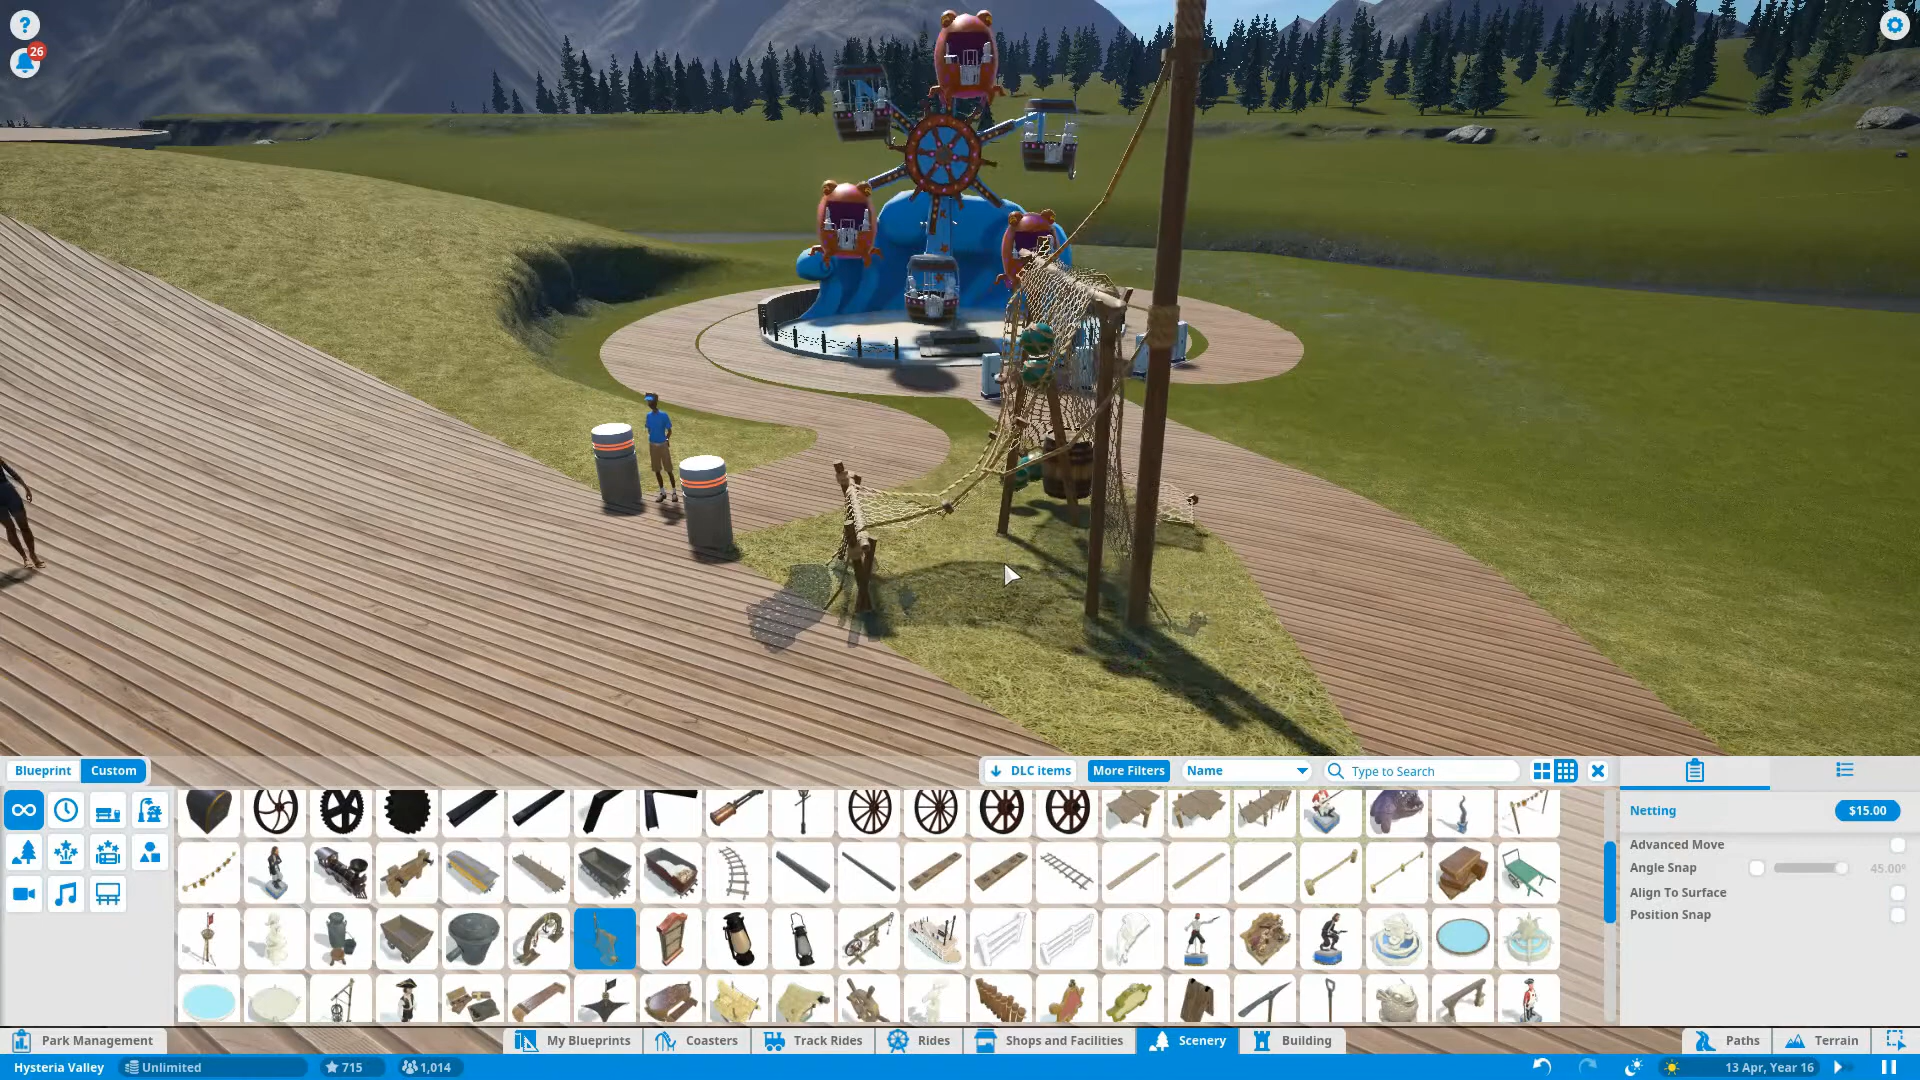 ?
26
Blueprint
Custom
DLC items
More Filters
Name
Type to Search
Netting
$15.00
Advanced Move
Angle Snap
45.00°
Align To Surface
Position Snap
Park Management
My Blueprints
Coasters
Track Rides
Rides
Shops and Facilities
Scenery
Building
Paths
Terrain
Hysteria Valley
Unlimited
715
1,014
13 Apr, Year 16